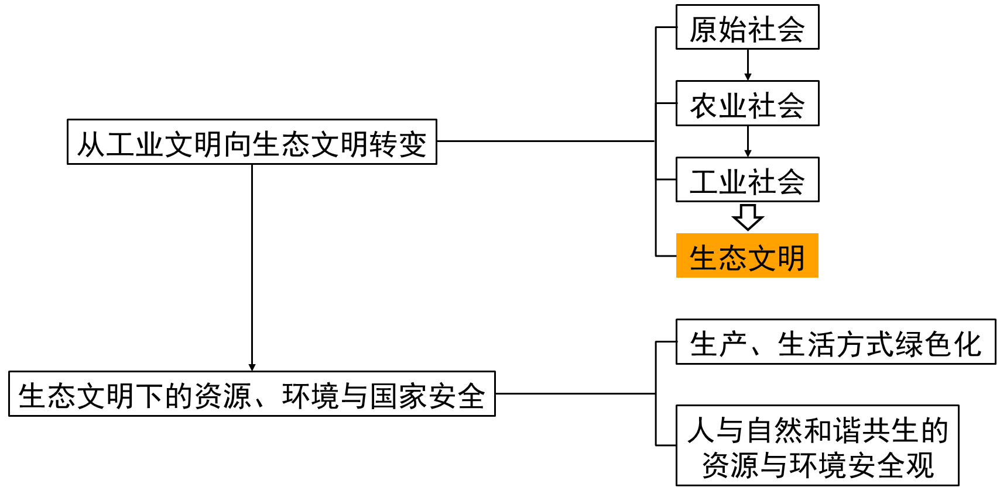 原始社会
农业社会
从工业文明向生态文明转变
工业社会
生态文明
生产、生活方式绿色化
生态文明下的资源、环境与国家安全
人与自然和谐共生的
资源与环境安全观